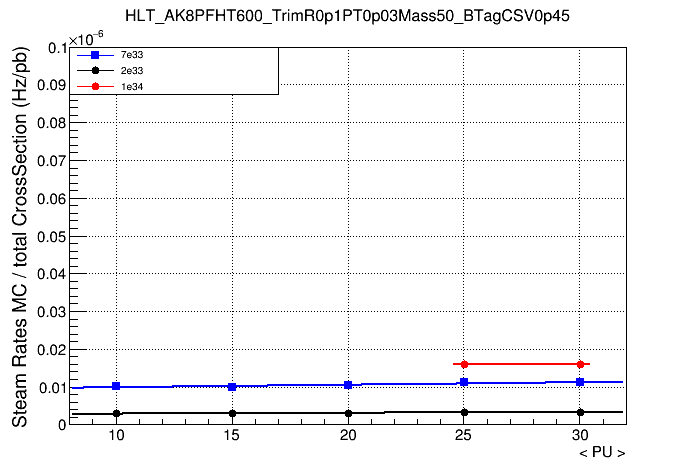 HLT_AK8PFHT600_TrimR0p1PT0p03Mass50_BTagCSV0p45
×10⁻⁶
7e33
2e33
1e34
Steam Rates MC / total CrossSection (Hz/pb)
0.1
0.09
0.08
0.07
0.06
0.05
0.04
0.03
0.02
0.01
0
10 15 20 25 30
< PU >